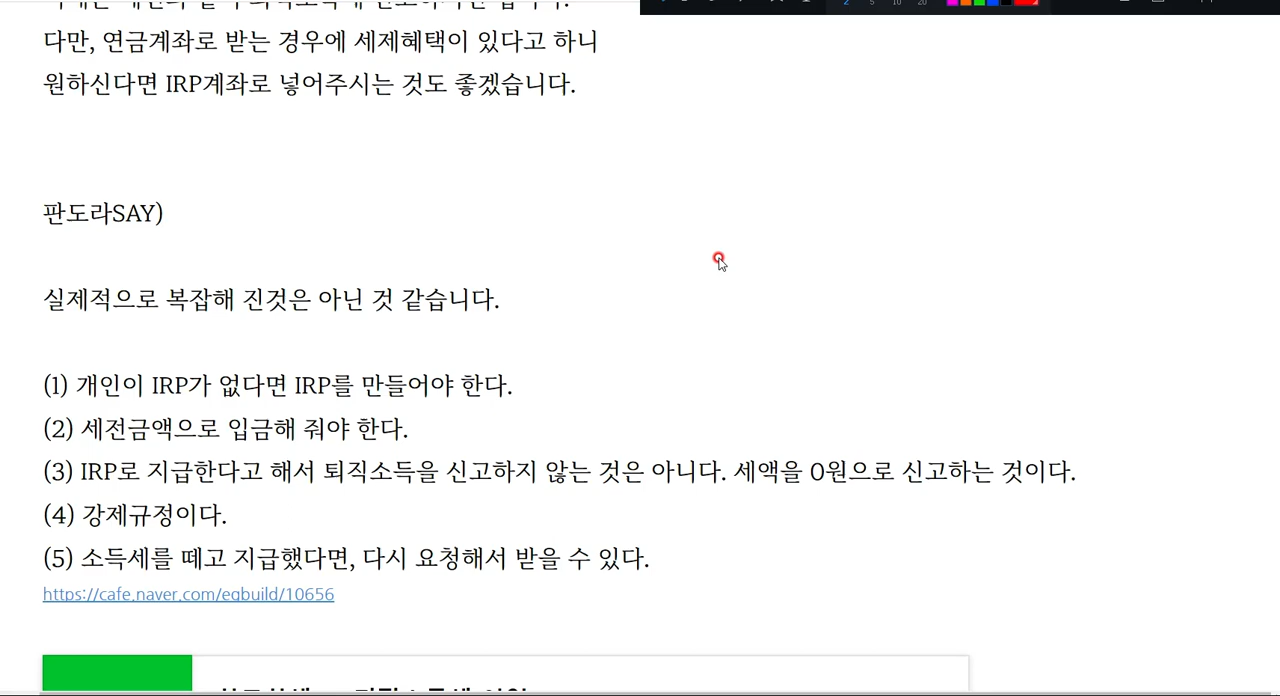 다만, 연금계좌로 받는 경우에 세제혜택이 있다고 하니
원하신다면 IRP계좌로 넣어주시는 것도 좋겠습니다.
판도라SAY)
실제적으로 복잡해 진것은 아닌 것 같습니다.
(1) 개인이 IRP가 없다면 IRP를 만들어야 한다.
(2) 세전금액으로 입금해 줘야 한다.
(3) IRP로 지급한다고 해서 퇴직소득을 신고하지 않는 것은 아니다. 세액을 0원으로 신고하는 것이다.
(4) 강제규정이다.
(5) 소득세를 떼고 지급했다면, 다시 요청해서 받을 수 있다.
https://cafe.naver.com/eqbuild/10656